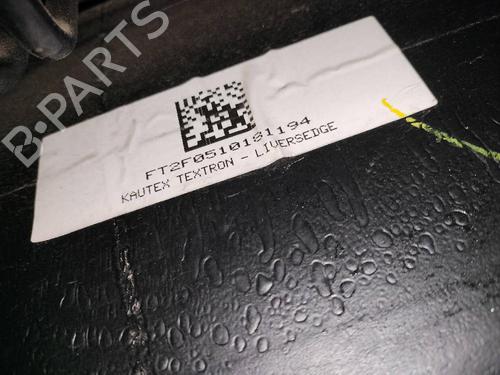 B-PARTS
FT2F0510181194
KAUTEX TEXTRON - LIVERSEDGE